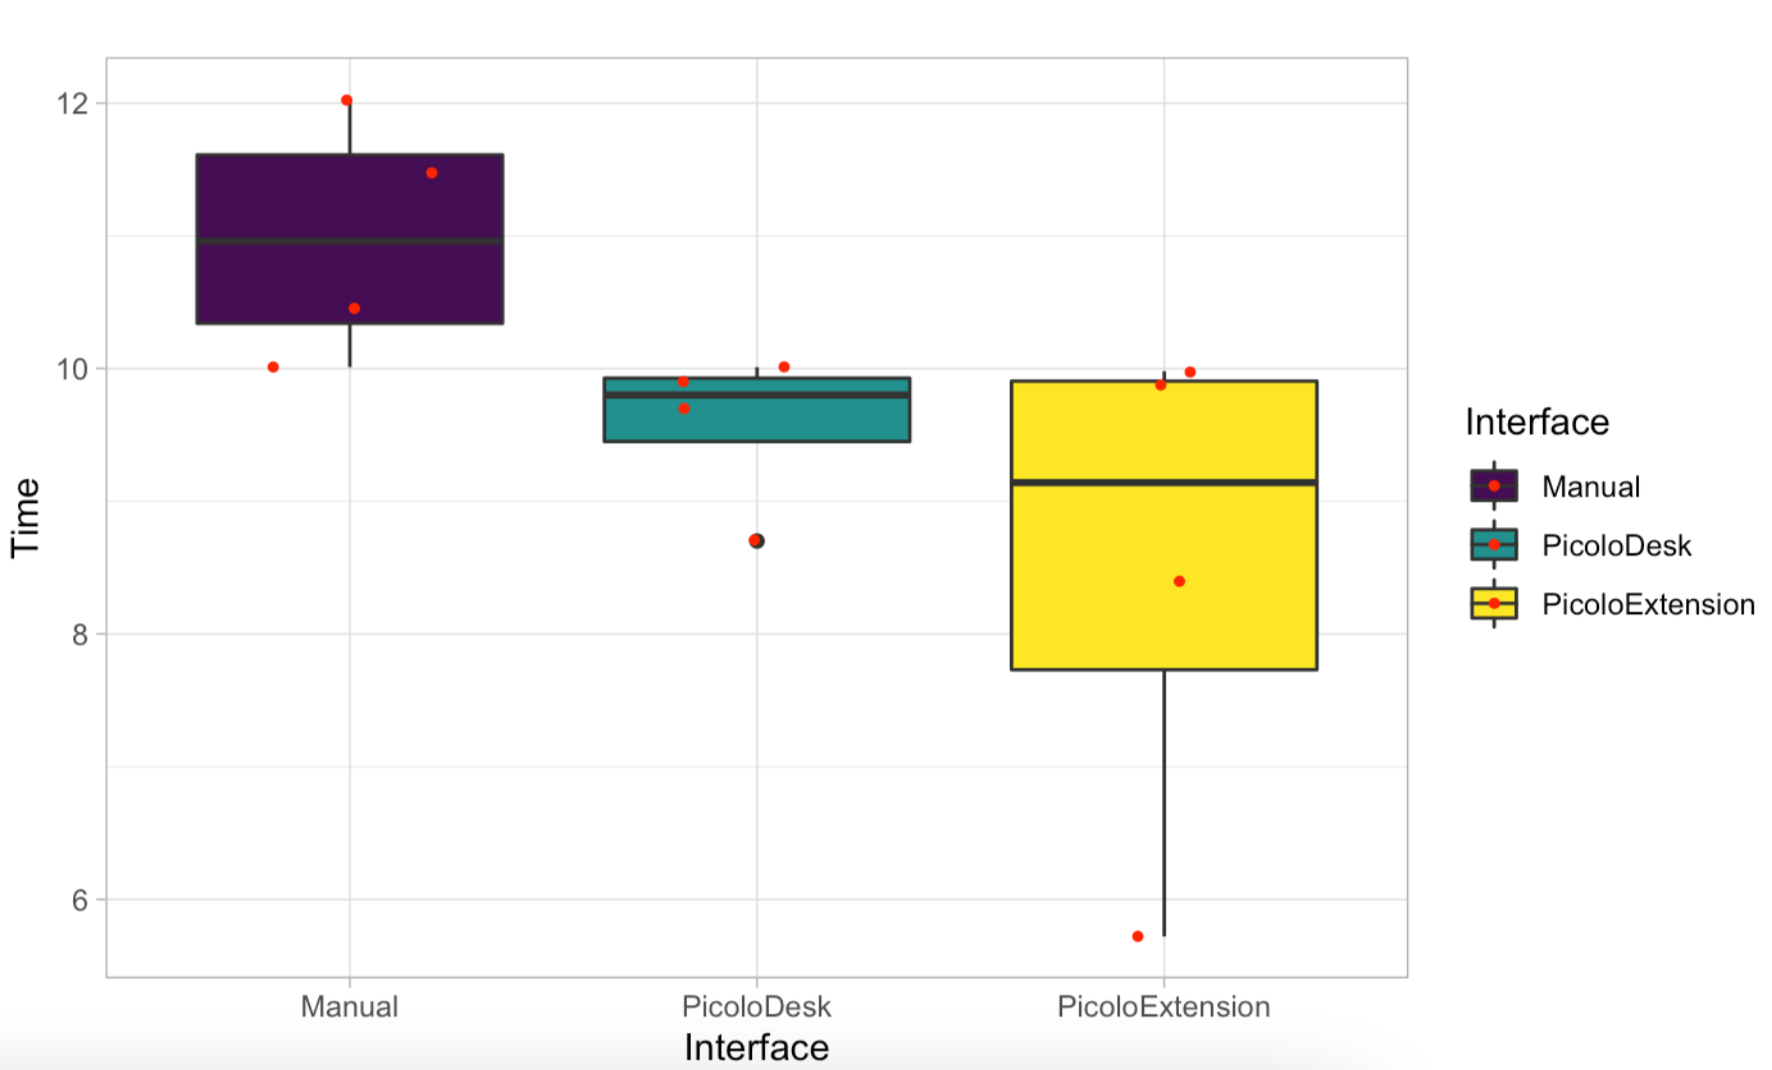 12
10
8
6
Time
Manual
PicoloDesk
PicoloExtension
Interface
Interface
Manual
PicoloDesk
PicoloExtension